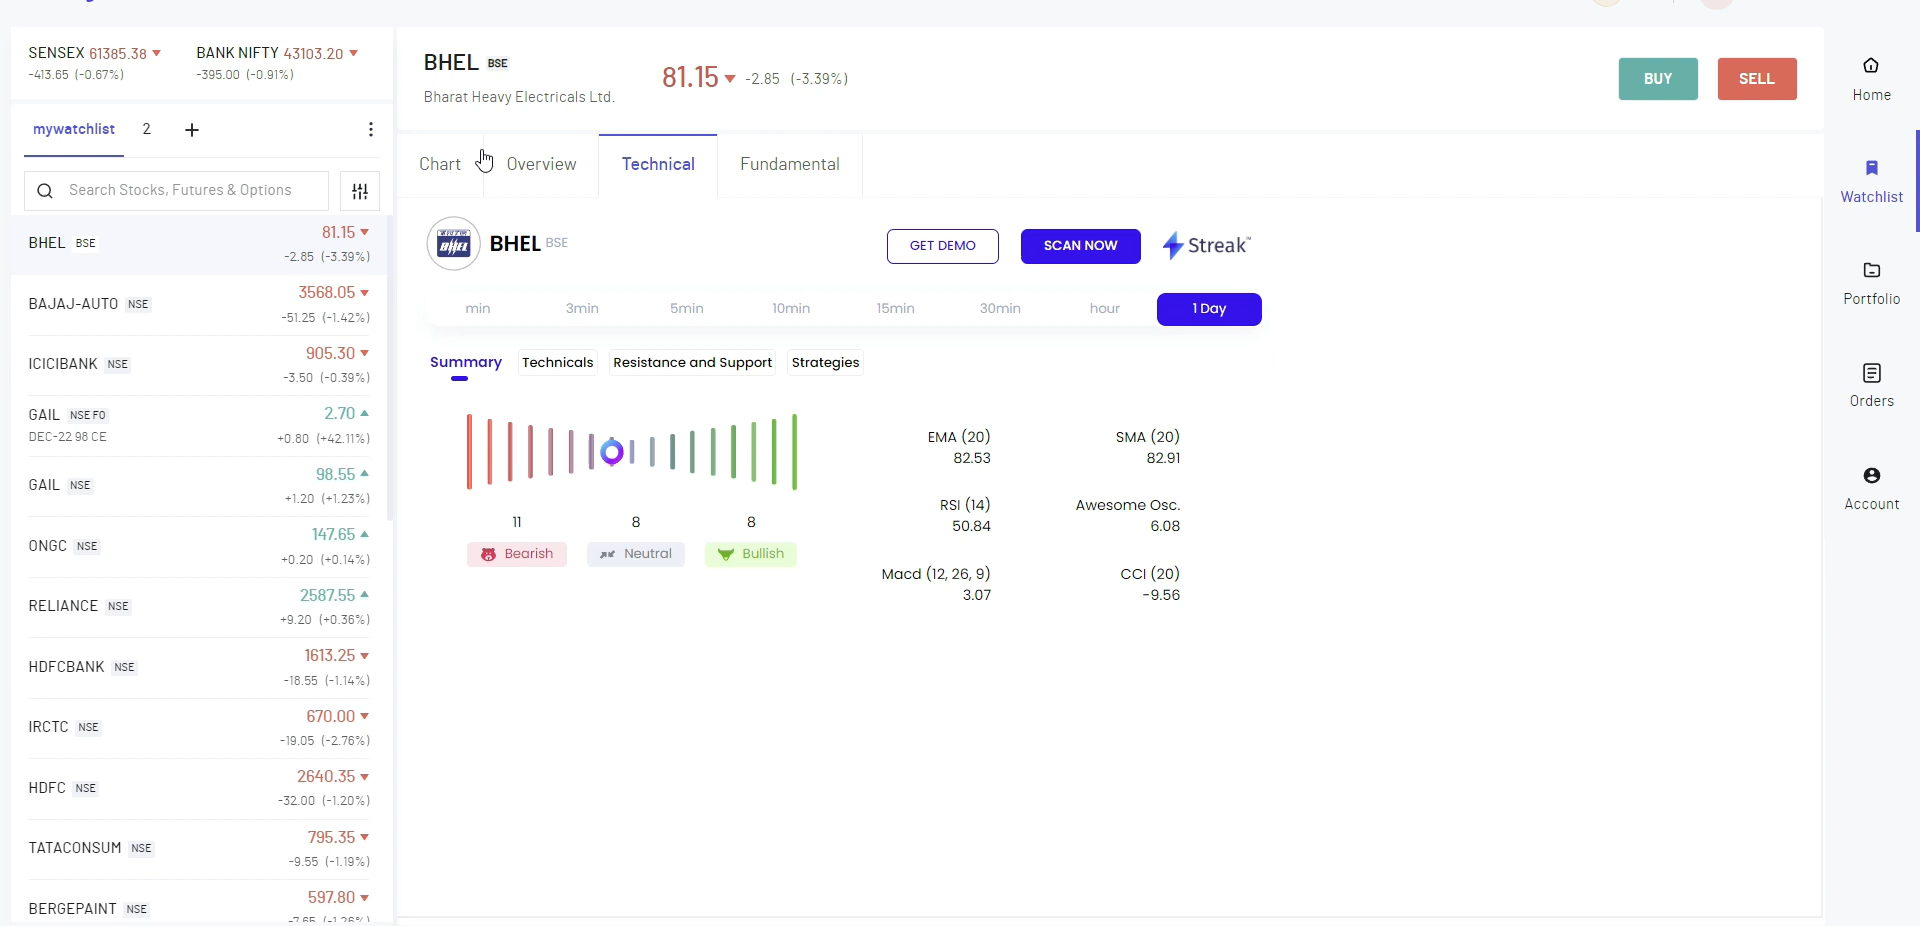 SENSEX 61385.38
-413.65 (-0.67%)
BANK NIFTY 43103.20
-395.00 (-0.91%)
mywatchlist 2 +
Search Stocks, Futures & Options
BHEL BSE 81.15
-2.85 (-3.39%)
BAJAJ-AUTO NSE 3568.05
-51.25 (-1.42%)
ICICIBANK NSE 905.30
-3.50 (-0.39%)
GAIL NSE FO 2.70
DEC-22 98 CE +0.80 (+42.11%)
GAIL NSE 98.55
+1.20 (+1.23%)
ONGC NSE 147.65
+0.20 (+0.14%)
RELIANCE NSE 2587.55
+9.20 (+0.36%)
HDFCBANK NSE 1613.25
-18.55 (-1.14%)
IRCTC NSE 670.00
-19.05 (-2.76%)
HDFC NSE 2640.35
-32.00 (-1.20%)
TATACONSUM NSE 795.35
-9.55 (-1.19%)
BERGEPAINT NSE 597.80
-7.65 (-1.26%)
BHEL BSE
Bharat Heavy Electricals Ltd.
81.15 -2.85 (-3.39%)
BUY SELL
Chart Overview Technical Fundamental
BHEL
BHEL BSE
GET DEMO SCAN NOW Streak™
min 3min 5min 10min 15min 30min hour 1 Day
Summary Technicals Resistance and Support Strategies
11 8 8
Bearish Neutral Bullish
EMA (20) SMA (20)
82.53 82.91
RSI (14) Awesome Osc.
50.84 6.08
Macd (12, 26, 9) CCI (20)
3.07 -9.56
Home
Watchlist
Portfolio
Orders
Account